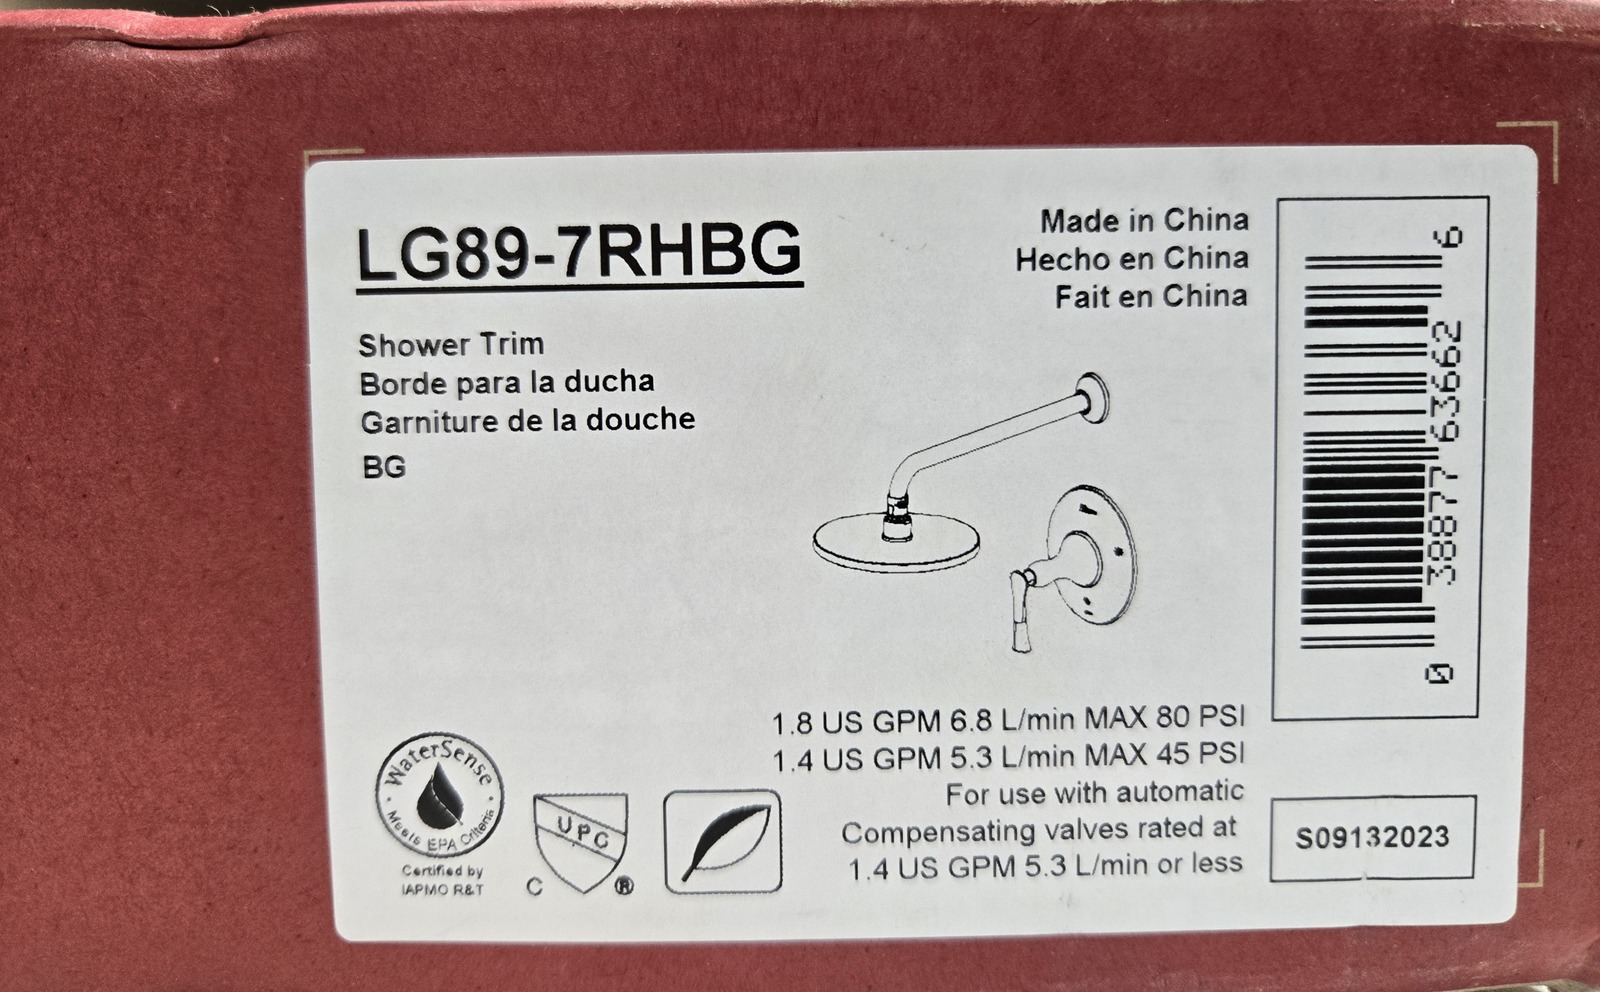 LG89-7RHBG
Shower Trim
Borde para la ducha
Garniture de la douche
BG
Made in China
Hecho en China
Fait en China
0 38877 63662 6
1.8 US GPM 6.8 L/min MAX 80 PSI
1.4 US GPM 5.3 L/min MAX 45 PSI
For use with automatic
Compensating valves rated at
1.4 US GPM 5.3 L/min or less
S09132023
WaterSense
Meets EPA Criteria
Certified by
IAPMO R&T
UPC
C ®